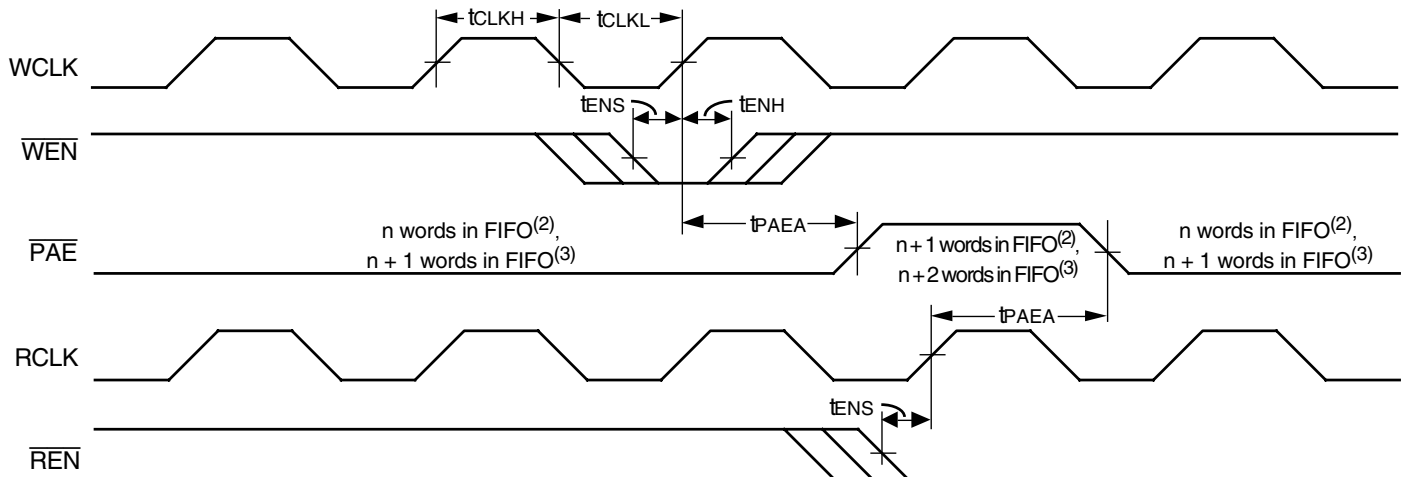 tCLKH
tCLKL
WCLK
tENS
tENH
WEN
tPAEA
n words in FIFO(2),
n + 1 words in FIFO(3)
PAE
n + 1 words in FIFO(2),
n + 2 words in FIFO(3)
n words in FIFO(2),
n + 1 words in FIFO(3)
tPAEA
RCLK
tENS
REN